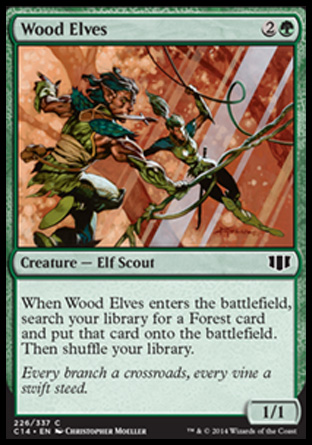 Wood Elves 2
Creature — Elf Scout
When Wood Elves enters the battlefield,
search your library for a Forest card
and put that card onto the battlefield.
Then shuffle your library.
Every branch a crossroads, every vine a
swift steed.
1/1
226/337 C
C14 • EN Christopher Moeller
™ & © 2014 Wizards of the Coast